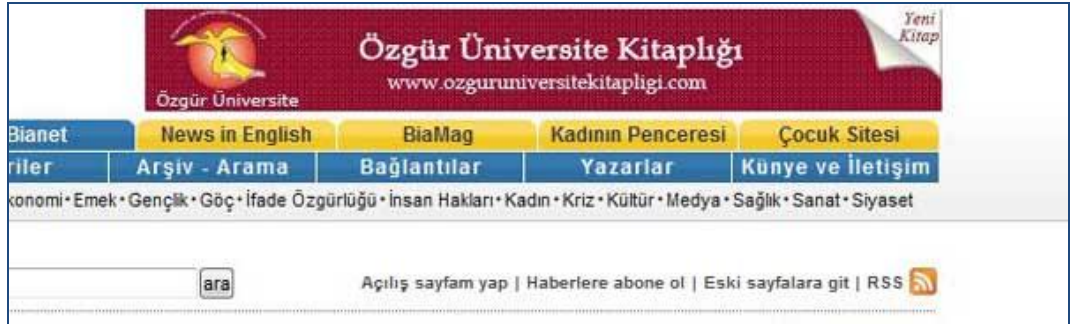 Yeni
Kitap
Özgür Üniversite Kitaplığı
www.ozguruniversitekitapligi.com
Özgür Üniversite
Bianet News in English BiaMag Kadının Penceresi Çocuk Sitesi
riler Arşiv - Arama Bağlantılar Yazarlar Künye ve İletişim
konomi • Emek • Gençlik • Göç • İfade Özgürlüğü • İnsan Hakları • Kadın • Kriz • Kültür • Medya • Sağlık • Sanat • Siyaset
ara Açılış sayfam yap | Haberlere abone ol | Eski sayfalara git | RSS